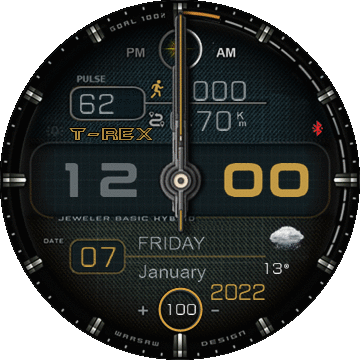 GOAL 100%
PM AM
PULSE
62
000
70 K m
T-REX
12 00
JEWELER BASIC HYBRID
DATE
07
FRIDAY
January
13°
2022
+ 100 -
WARSAW DESIGN